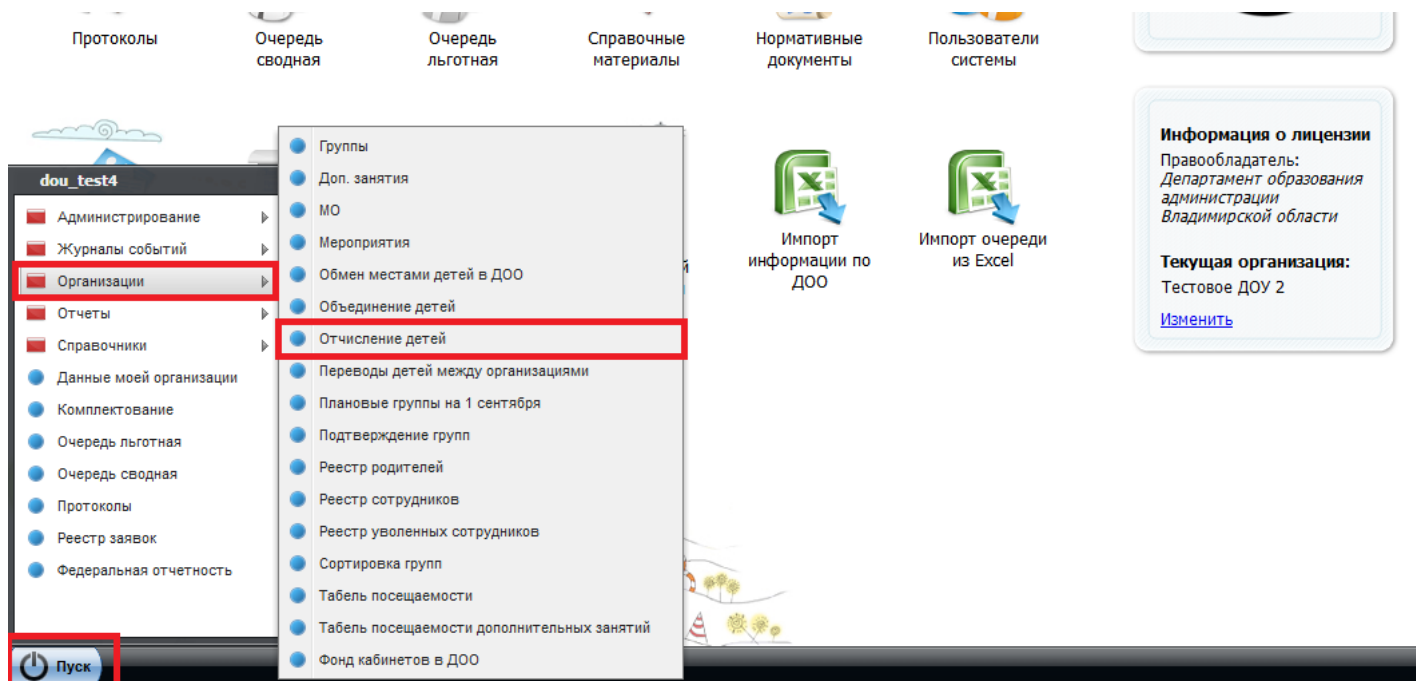 Протоколы
Очередь
сводная
Очередь
льготная
Справочные
материалы
Нормативные
документы
Пользователи
системы
Информация о лицензии
Правообладатель:
Департамент образования
администрации
Владимирской области
Текущая организация:
Тестовое ДОУ 2
Изменить
Импорт
информации по
ДОО
Импорт очереди
из Excel
й
dou_test4
Администрирование
Журналы событий
Организации
Отчеты
Справочники
Данные моей организации
Комплектование
Очередь льготная
Очередь сводная
Протоколы
Реестр заявок
Федеральная отчетность
Группы
Доп. занятия
МО
Мероприятия
Обмен местами детей в ДОО
Объединение детей
Отчисление детей
Переводы детей между организациями
Плановые группы на 1 сентября
Подтверждение групп
Реестр родителей
Реестр сотрудников
Реестр уволенных сотрудников
Сортировка групп
Табель посещаемости
Табель посещаемости дополнительных занятий
Фонд кабинетов в ДОО
Пуск